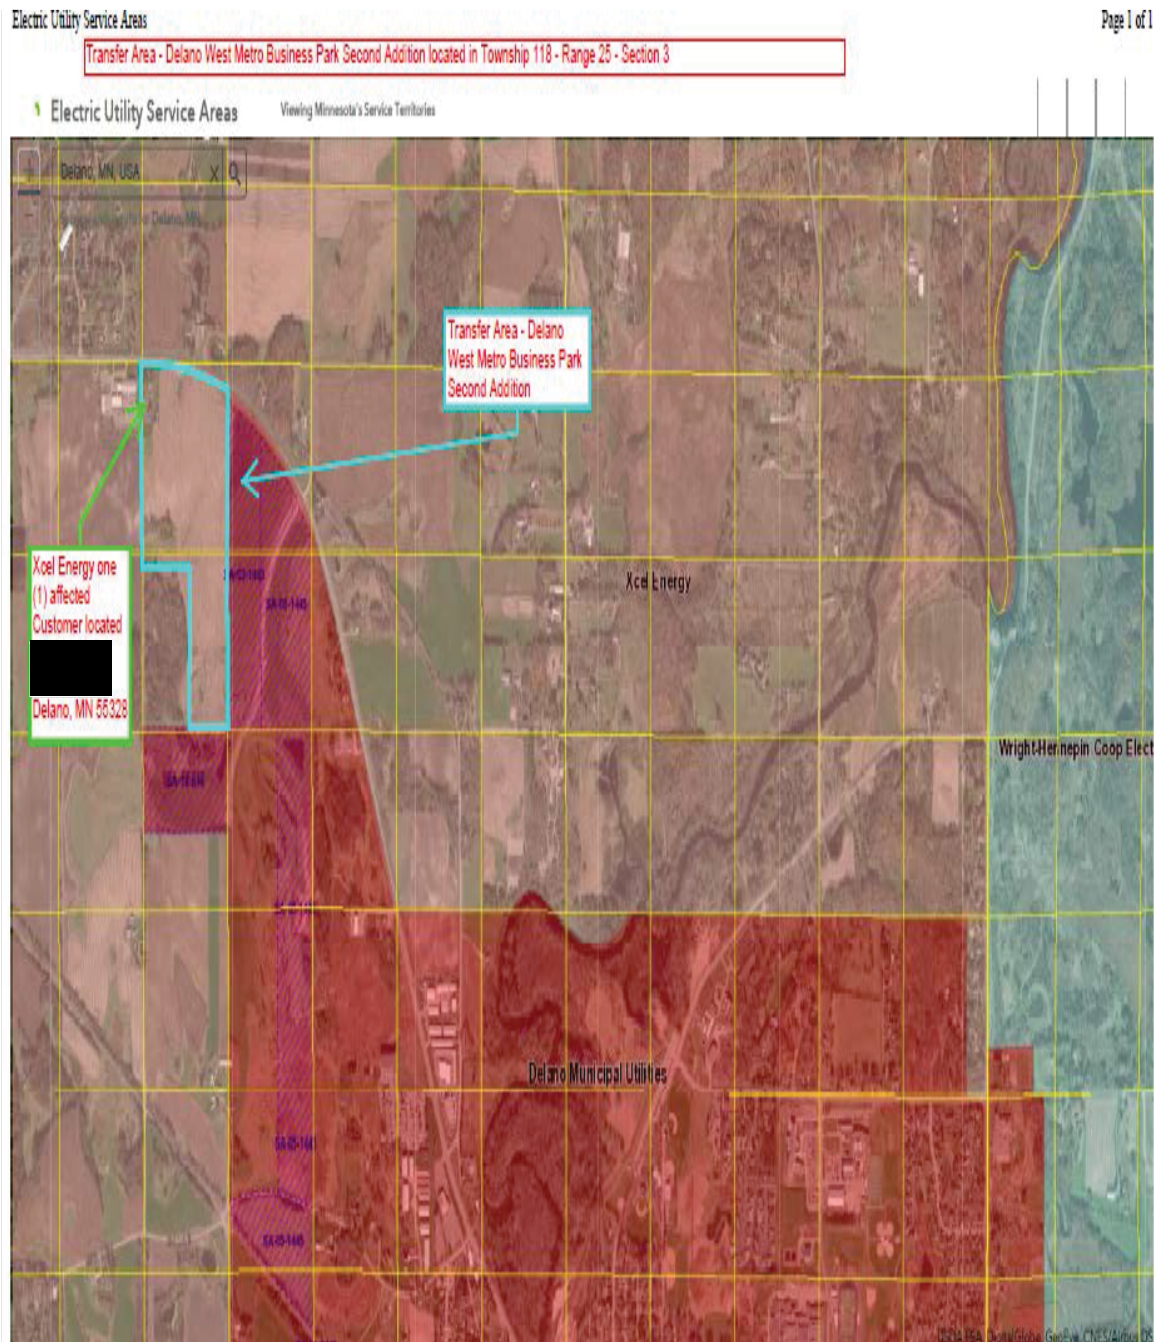 Electric Utility Service Areas
Page 1 of 1
Transfer Area - Delano West Metro Business Park Second Addition located in Township 118 - Range 25 - Section 3
Electric Utility Service Areas
Viewing Minnesota's Service Territories
Delano, MN, USA
Delano, MN
Transfer Area - Delano
West Metro Business Park
Second Addition
Xcel Energy one
(1) affected
Customer located
Delano, MN 55328
Xcel Energy
Wright-Hennepin Coop Elect
Delano Municipal Utilities